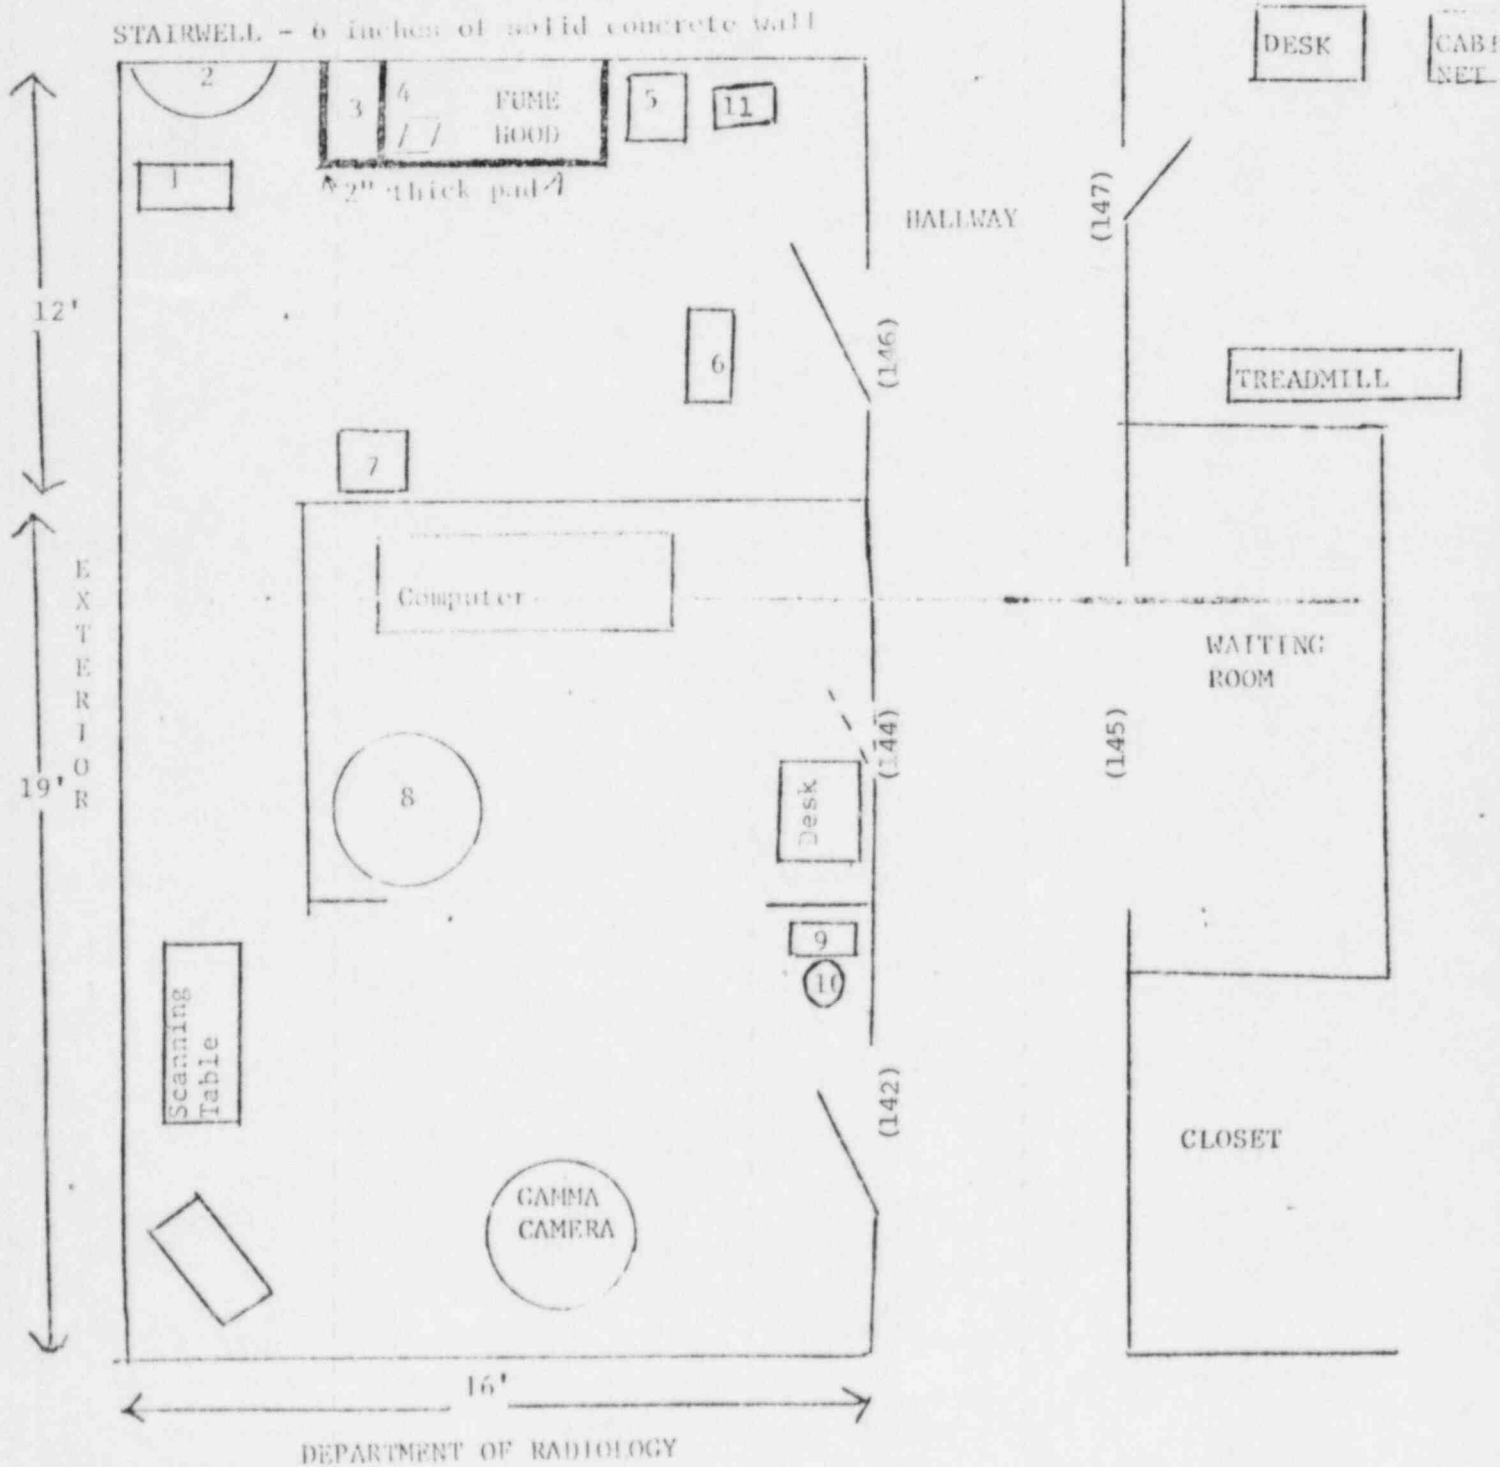 STAIRWELL - 6 inches of solid concrete wall
DESK
CABI
NET
2
3
4
FUME
HOOD
5
11
1
"2" thick pad"
HALLWAY
(147)
12'
6
(146)
TREADMILL
7
EXTERIOR
Computer
WAITING
ROOM
19'
8
Desk
(144)
(145)
9
10
Scanning
Table
(142)
CLOSET
GAMMA
CAMERA
16'
DEPARTMENT OF RADIOLOGY